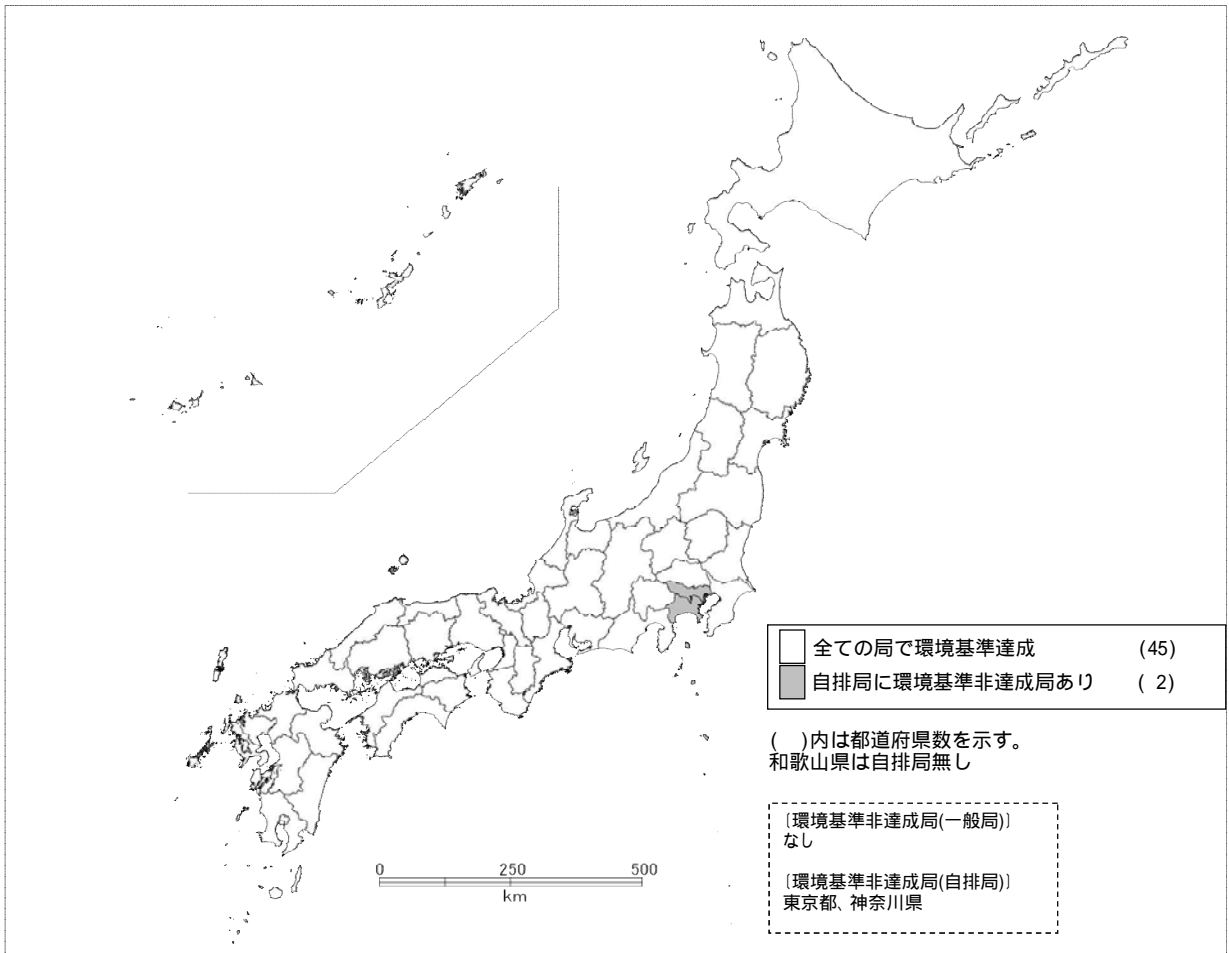 全ての局で環境基準達成 (45)
自排局に環境基準非達成局あり ( 2)
( )内は都道府県数を示す。
和歌山県は自排局無し
〔環境基準非達成局(一般局)〕
なし
〔環境基準非達成局(自排局)〕
東京都、神奈川県
0 250 500
km